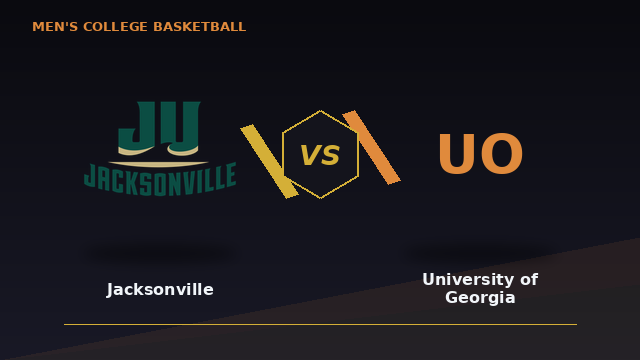 MEN'S COLLEGE BASKETBALL
JU
JACKSONVILLE
VS
UO
Jacksonville
University of
Georgia